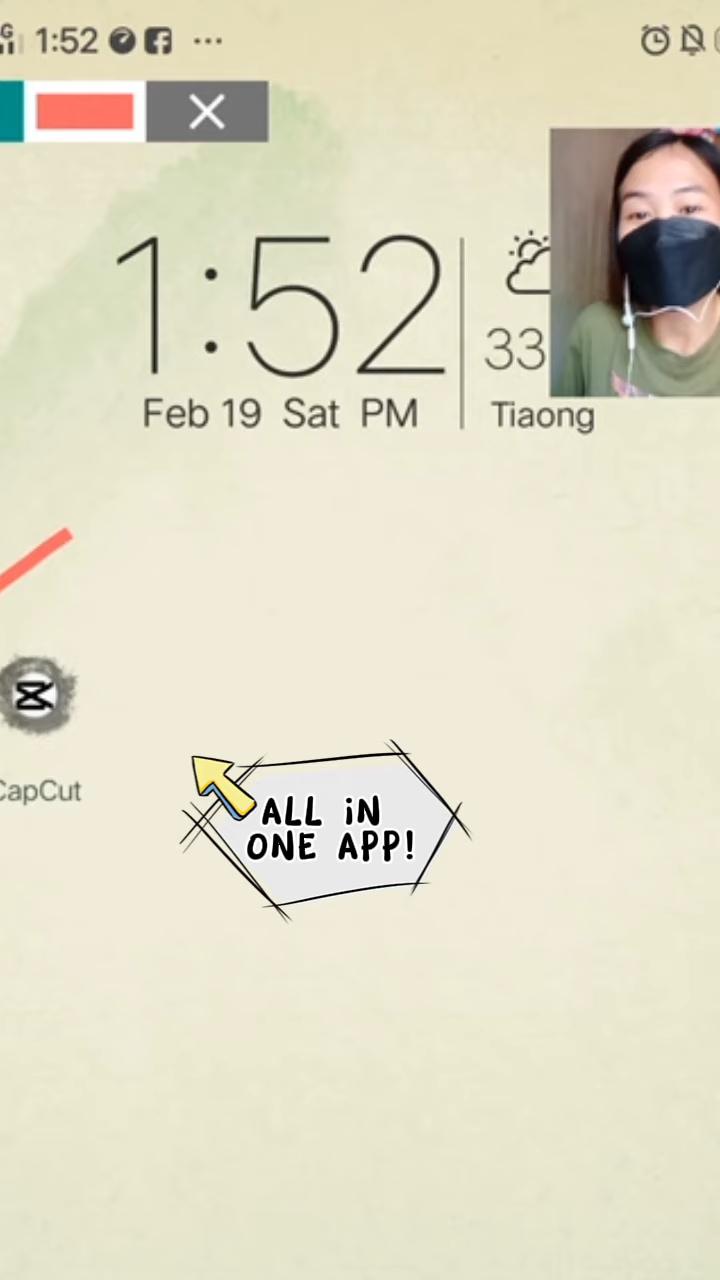 G
1:52
1:52
33
Feb 19 Sat PM
Tiaong
CapCut
ALL iN
ONE APP!